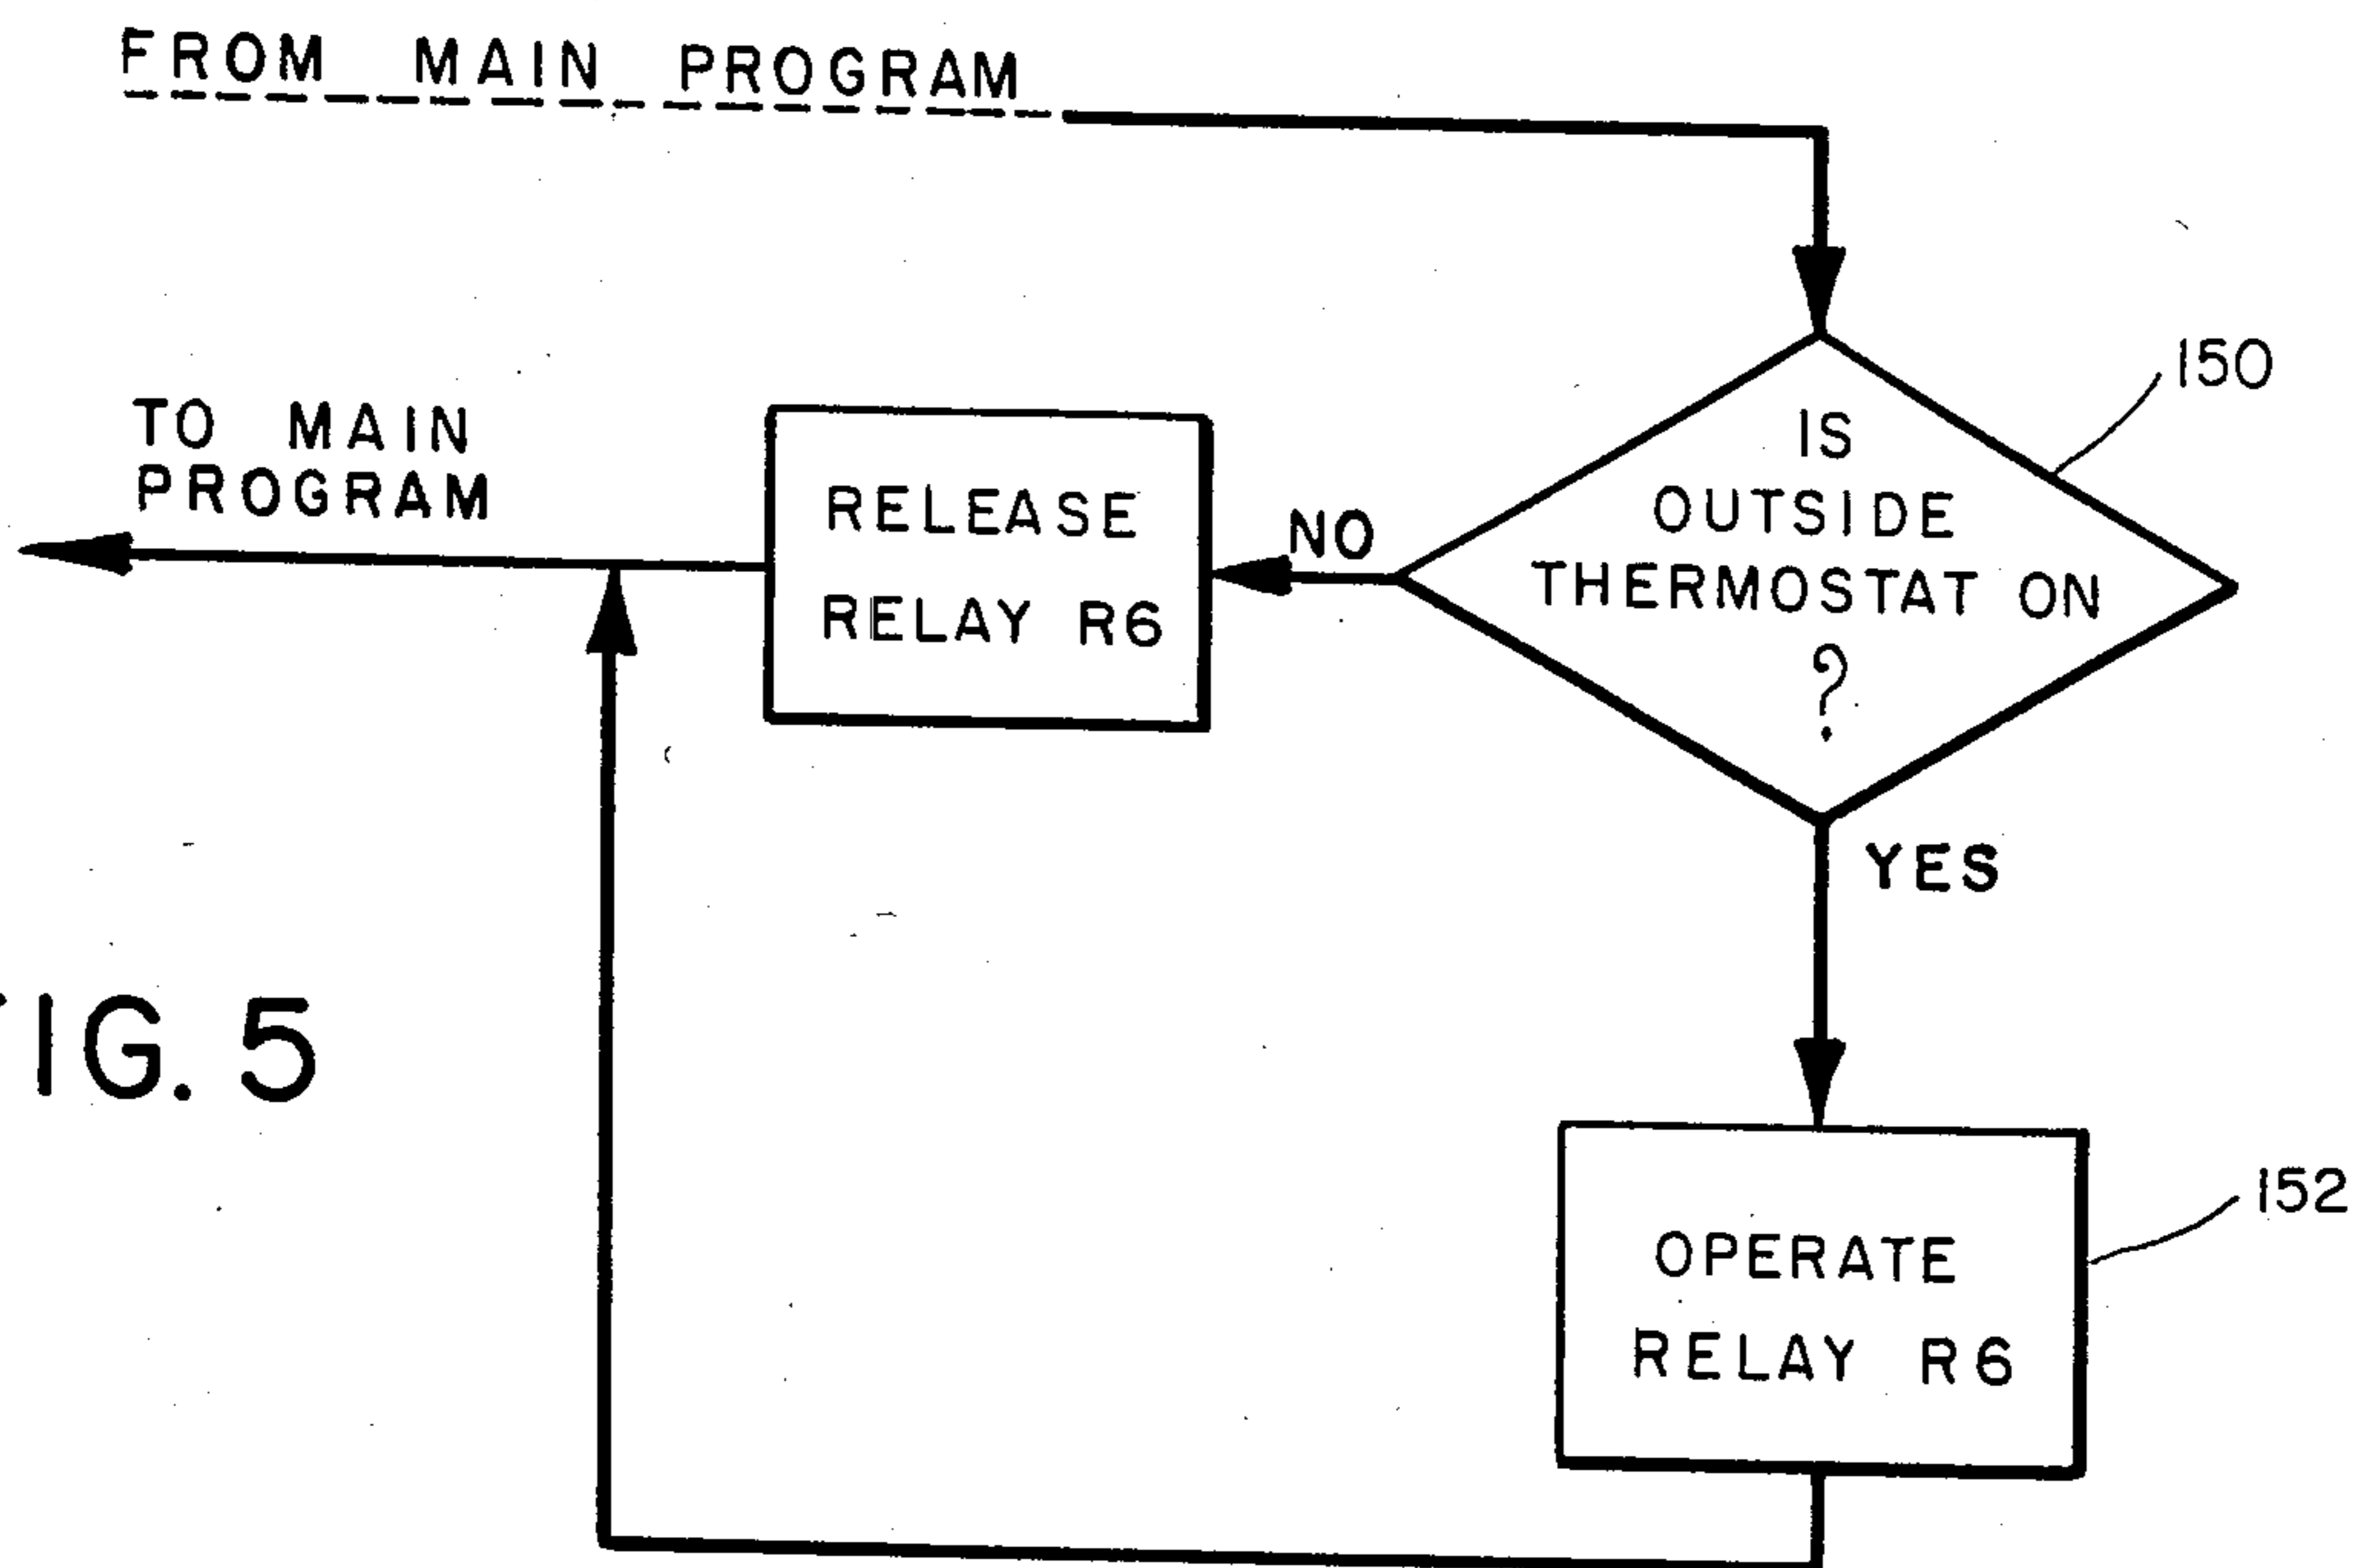 FROM MAIN PROGRAM
150
IS
OUTSIDE
THERMOSTAT ON
?
TO MAIN
PROGRAM
RELEASE
RELAY R6
NO
YES
FIG. 5
152
OPERATE
RELAY R6